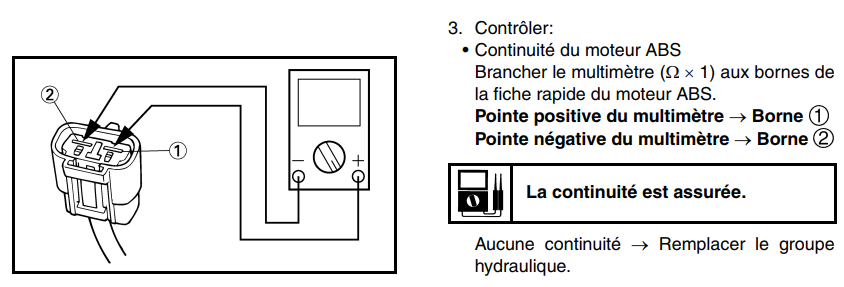 ②
①
−
+
3. Contrôler:
• Continuité du moteur ABS
Brancher le multimètre (Ω × 1) aux bornes de
la fiche rapide du moteur ABS.
Pointe positive du multimètre → Borne ①
Pointe négative du multimètre → Borne ②
La continuité est assurée.
Aucune continuité → Remplacer le groupe
hydraulique.